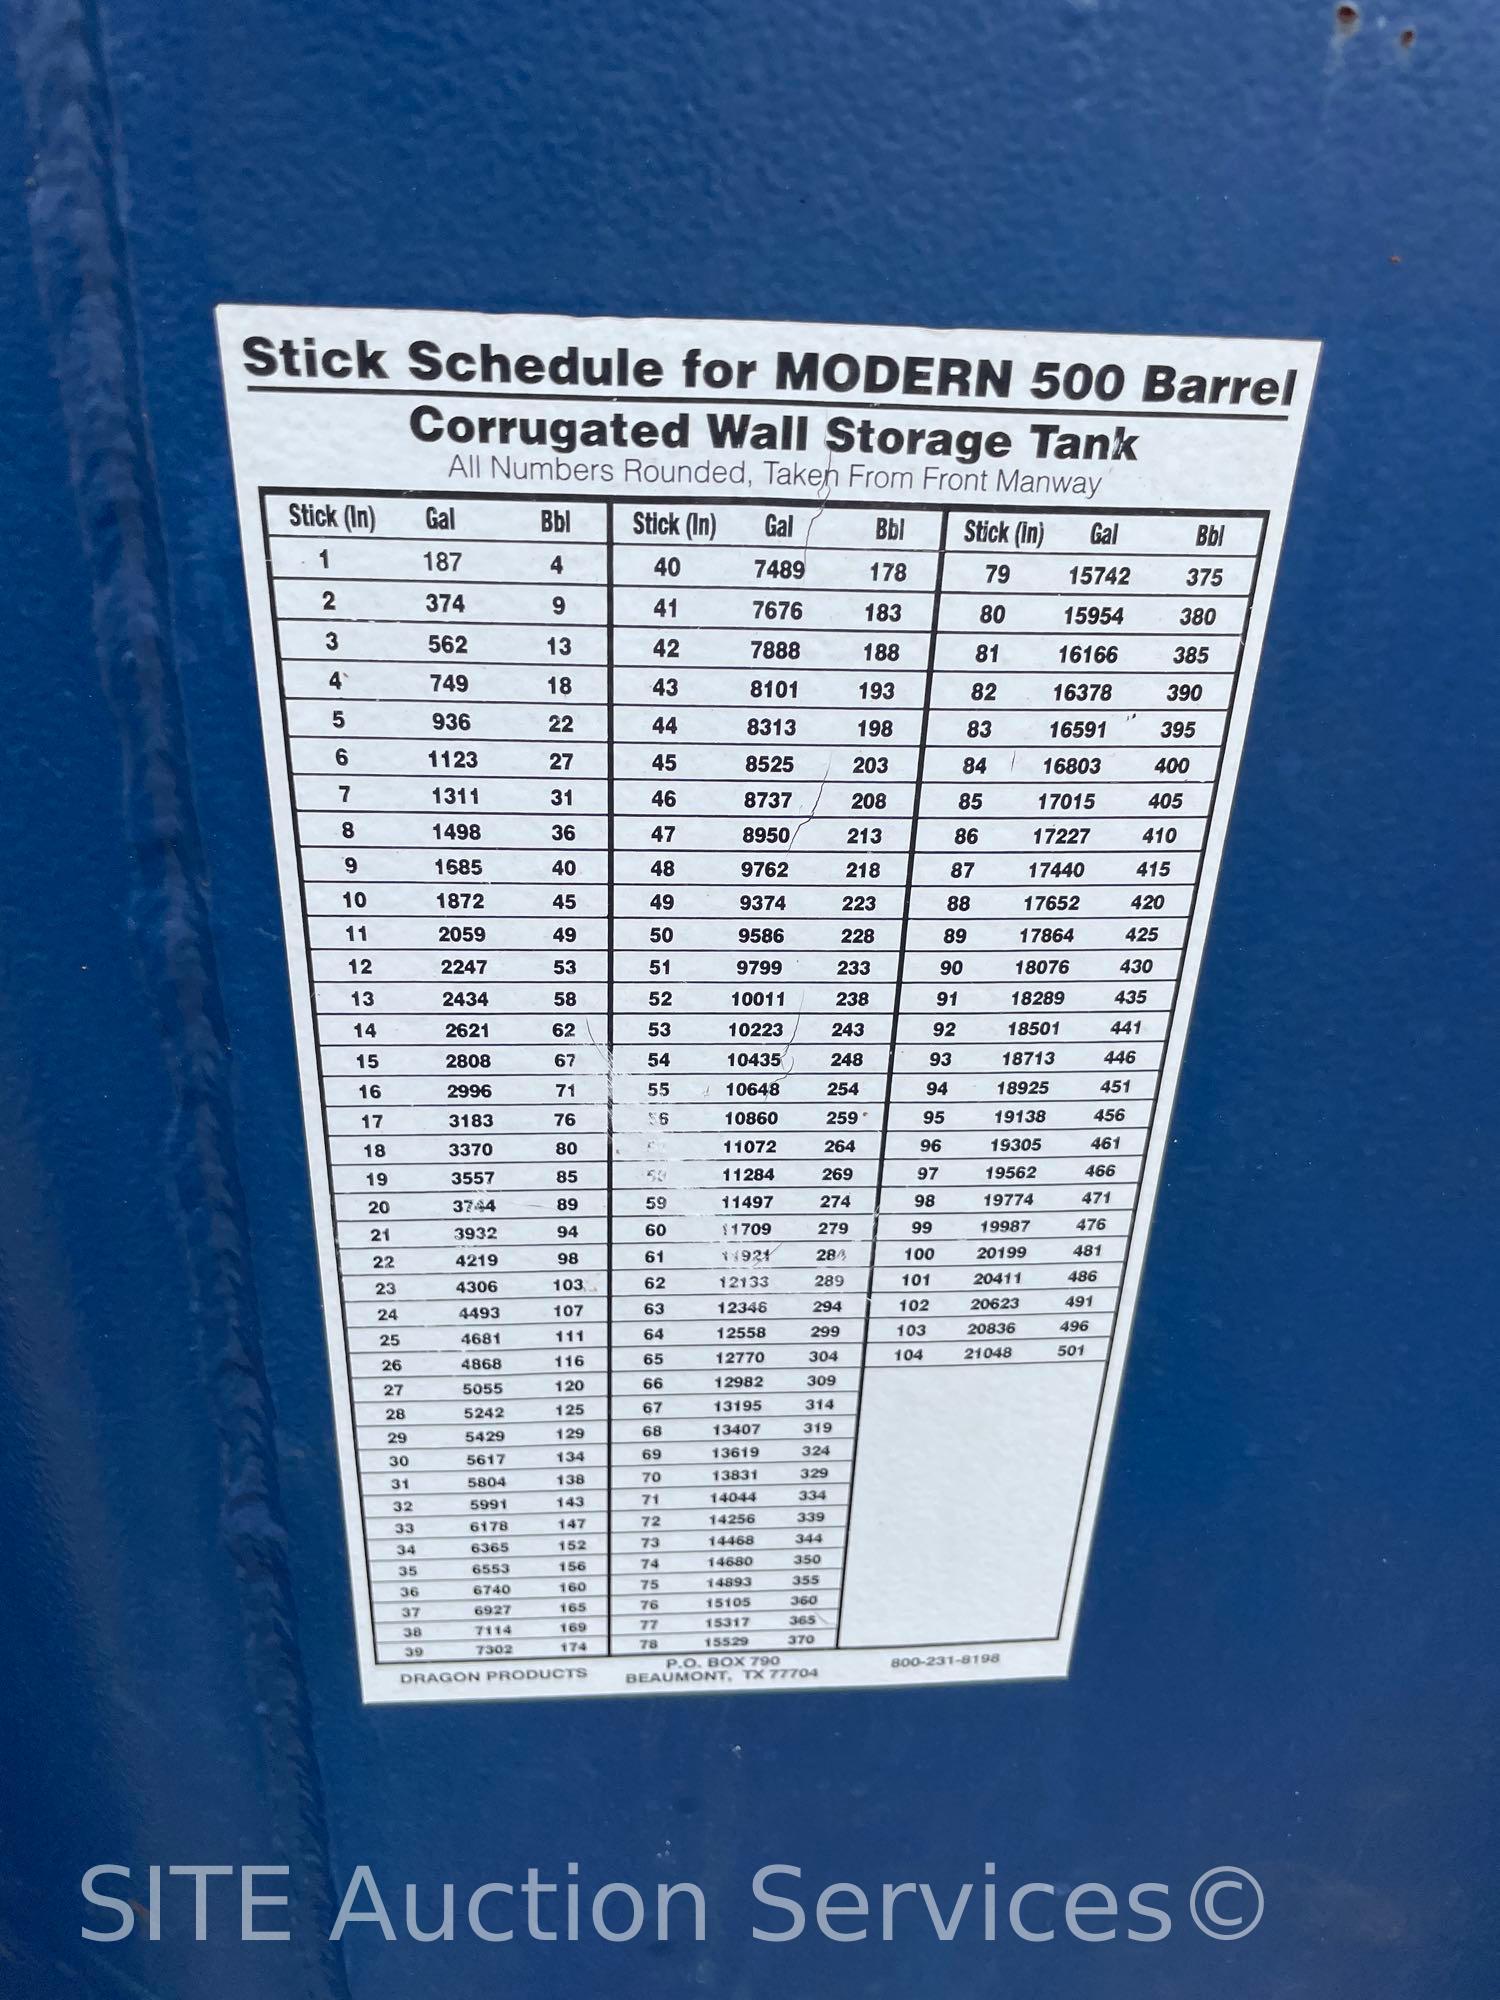 Stick Schedule for MODERN 500 Barrel
Corrugated Wall Storage Tank
All Numbers Rounded, Taken From Front Manway
Stick (In) Gal Bbl Stick (In) Gal Bbl Stick (In) Gal Bbl
1 187 4 40 7489 178 79 15742 375
2 374 9 41 7676 183 80 15954 380
3 562 13 42 7888 188 81 16166 385
4 749 18 43 8101 193 82 16378 390
5 936 22 44 8313 198 83 16591 395
6 1123 27 45 8525 203 84 16803 400
7 1311 31 46 8737 208 85 17015 405
8 1498 36 47 8950 213 86 17227 410
9 1685 40 48 9762 218 87 17440 415
10 1872 45 49 9374 223 88 17652 420
11 2059 49 50 9586 228 89 17864 425
12 2247 53 51 9799 233 90 18076 430
13 2434 58 52 10011 238 91 18289 435
14 2621 62 53 10223 243 92 18501 441
15 2808 67 54 10435 248 93 18713 446
16 2996 71 55 10648 254 94 18925 451
17 3183 76 56 10860 259 95 19138 456
18 3370 80 11072 264 96 19305 461
19 3557 85 58 11284 269 97 19562 466
20 3744 89 59 11497 274 98 19774 471
21 3932 94 60 11709 279 99 19987 476
22 4219 98 61 11921 284 100 20199 481
23 4306 103 62 12133 289 101 20411 486
24 4493 107 63 12346 294 102 20623 491
25 4681 111 64 12558 299 103 20836 496
26 4868 116 65 12770 304 104 21048 501
27 5055 120 66 12982 309
28 5242 125 67 13195 314
29 5429 129 68 13407 319
30 5617 134 69 13619 324
31 5804 138 70 13831 329
32 5991 143 71 14044 334
33 6178 147 72 14256 339
34 6365 152 73 14468 344
35 6553 156 74 14680 350
36 6740 160 75 14893 355
37 6927 165 76 15105 360
38 7114 169 77 15317 365
39 7302 174 78 15529 370
DRAGON PRODUCTS P.O. BOX 790 800-231-8198
BEAUMONT, TX 77704
SITE Auction Services©